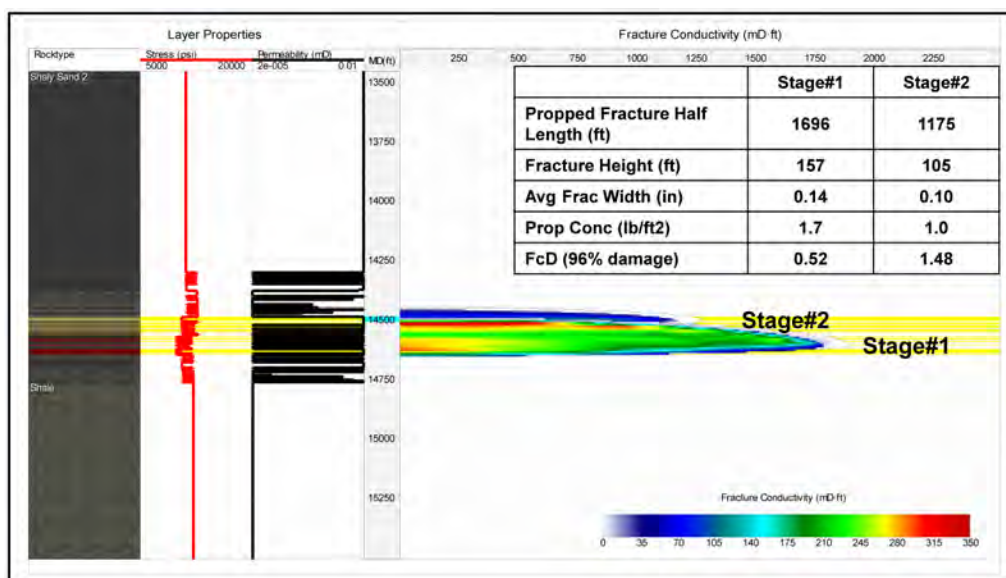 Layer Properties
Fracture Conductivity (mD·ft)
Rocktype
Stress (psi)
Permeability (mD)
5000 20000 2e-005 0.01 MD(ft)
250 500 750 1000 1250 1500 1750 2000 2250
Shaly Sand 2
13500
13750
14000
14250
14500
14750
15000
15250
Shale
Stage#1 Stage#2
Propped Fracture Half
Length (ft) 1696 1175
Fracture Height (ft) 157 105
Avg Frac Width (in) 0.14 0.10
Prop Conc (lb/ft2) 1.7 1.0
FcD (96% damage) 0.52 1.48
Stage#2
Stage#1
Fracture Conductivity (mD·ft)
0 35 70 105 140 175 210 245 280 315 350